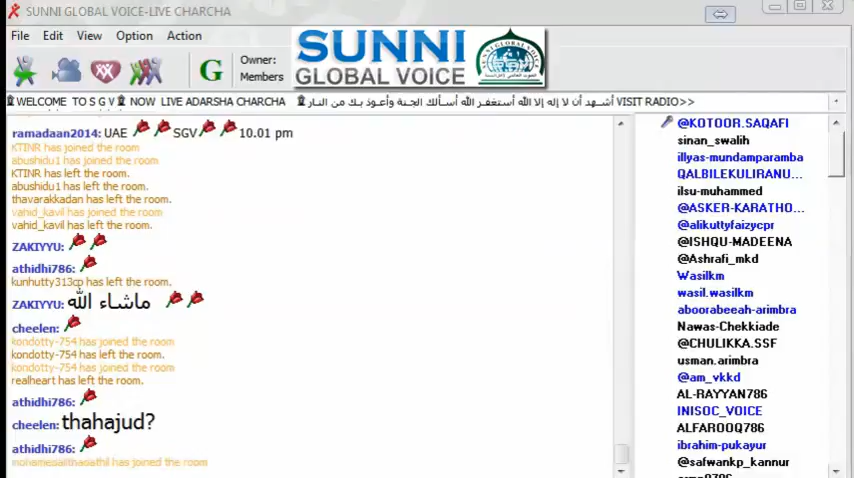 SUNNI GLOBAL VOICE-LIVE CHARCHA
File Edit View Option Action
G
Owner:
Members
SUNNI
GLOBAL VOICE
WELCOME TO S G V NOW LIVE ADARSHA CHARCHA أشهد أن لا إله إلا الله أستغفر الله أسألك الجنة وأعوذ بك من النار VISIT RADIO>>
ramadaan2014: UAE SGV 10.01 pm
KTINR has joined the room
abushidu1 has joined the room
KTINR has left the room.
abushidu1 has left the room.
thavarakkadan has left the room.
vahid_kavil has joined the room
vahid_kavil has left the room.
ZAKIYYU:
athidhi786:
kunhutty313cp has left the room.
ZAKIYYU: ماشاء الله
cheelen:
kondotty-754 has joined the room
kondotty-754 has left the room.
kondotty-754 has joined the room
realheart has left the room.
athidhi786:
cheelen: thahajud?
athidhi786:
has joined the room
@KOTOOR.SAQAFI
sinan_swalih
illyas-mundamparamba
QALBILEKULIRANU...
ilsu-muhammed
@ASKER-KARATHO...
@alikuttyfaizycpr
@ISHQU-MADEENA
@Ashrafi_mkd
Wasilkm
wasil.wasilkm
aboorabeeah-arimbra
Nawas-Chekkiade
@CHULIKKA.SSF
usman.arimbra
@am_vkkd
AL-RAYYAN786
INISOC_VOICE
ALFAROOQ786
ibrahim-pukayur
@safwankp_kannur